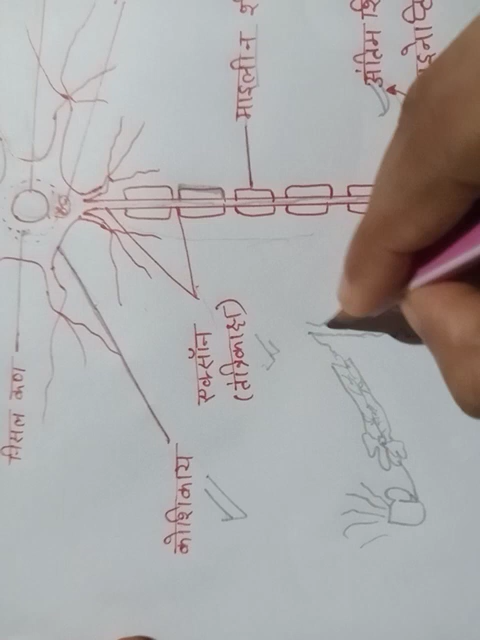 माइलीन
अंतिम
एक्सॉन
(तंत्रिकाक्ष)
कोशिकाय
निसल कण